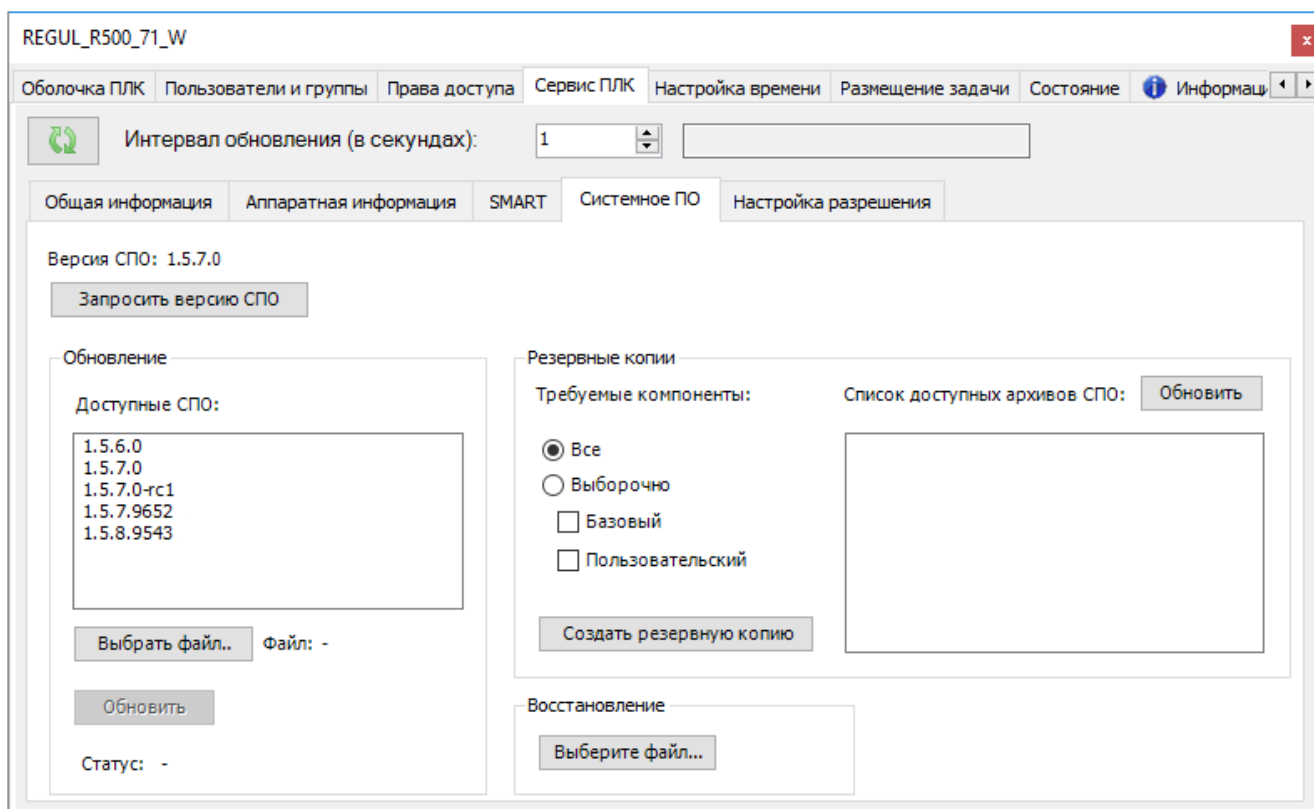 REGUL_R500_71_W
x
Оболочка ПЛК Пользователи и группы Права доступа Сервис ПЛК Настройка времени Размещение задачи Состояние Информаци
Интервал обновления (в секундах): 1
Общая информация Аппаратная информация SMART Системное ПО Настройка разрешения
Версия СПО: 1.5.7.0
Запросить версию СПО
Обновление
Доступные СПО:
1.5.6.0
1.5.7.0
1.5.7.0-rc1
1.5.7.9652
1.5.8.9543
Выбрать файл.. Файл: -
Обновить
Статус: -
Резервные копии
Требуемые компоненты: Список доступных архивов СПО: Обновить
Все
Выборочно
Базовый
Пользовательский
Создать резервную копию
Восстановление
Выберите файл...